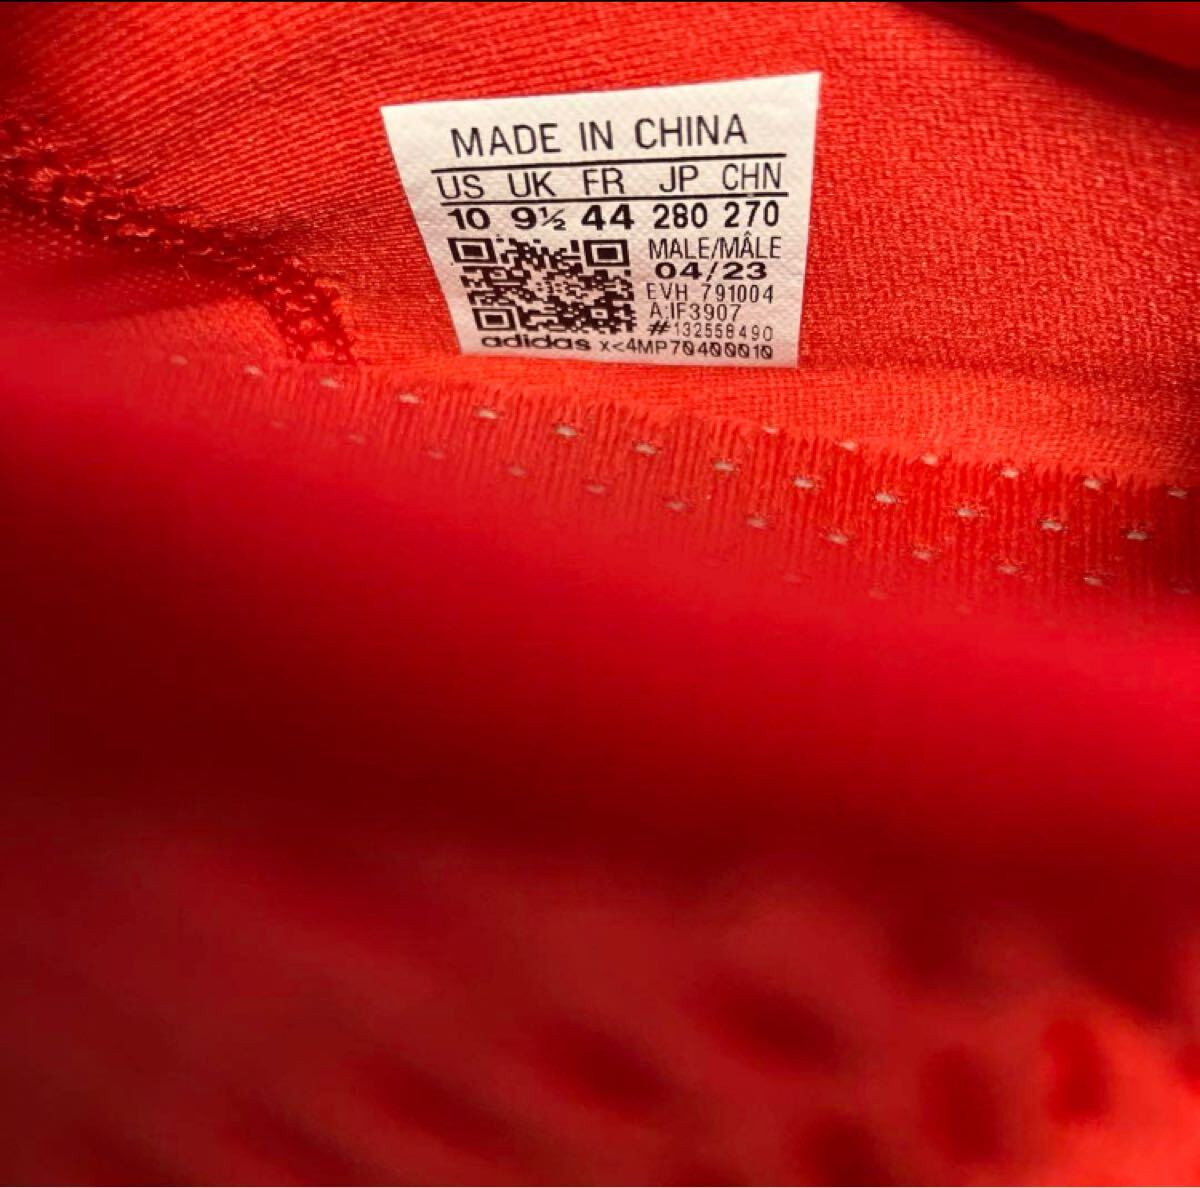 MADE IN CHINA
US UK FR JP CHN
10 9½ 44 280 270
MALE/MÂLE
04/23
EVH 791004
A:IF3907
#132558490
adidas x<4MP70400010